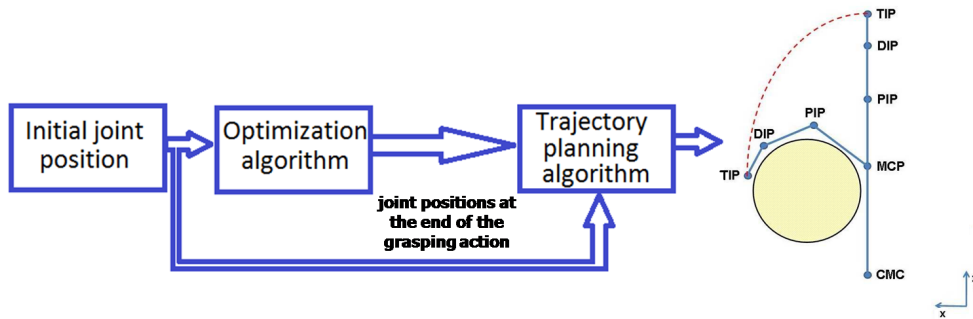 Initial joint
position
Optimization
algorithm
joint positions at
the end of the
grasping action
Trajectory
planning
algorithm
TIP
DIP
PIP
PIP
DIP
TIP
MCP
CMC
x